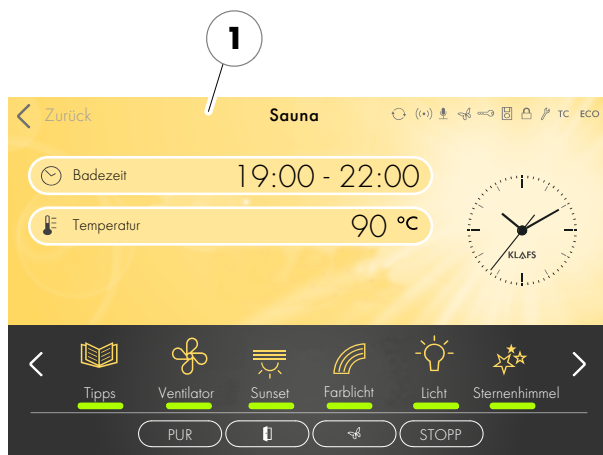 1
Zurück Sauna TC ECO
Badezeit 19:00 - 22:00
Temperatur 90 °C
KLAFS
Tipps Ventilator Sunset Farblicht Licht Sternenhimmel
PUR STOPP